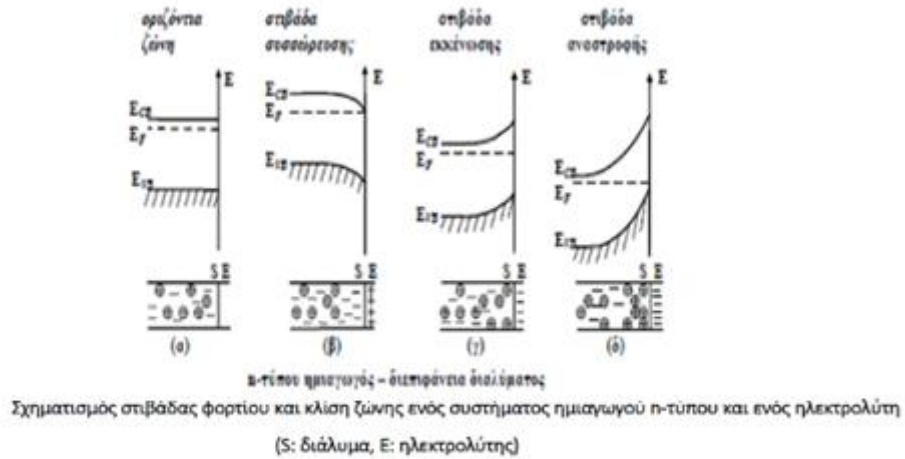 οριζόντια ζώνη
στιβάδα συσσώρευσης
στιβάδα εκκένωσης
στιβάδα αναστροφής
E
E
E
E
E_CB
E_F
E_VB
E_CB
E_F
E_VB
E_CB
E_F
E_VB
E_CB
E_F
E_VB
S E
S E
S E
S E
(α)
(β)
(γ)
(δ)
n-τύπου ημιαγωγός – διεπιφάνεια διαλύματος
Σχηματισμός στιβάδας φορτίου και κλίση ζώνης ενός συστήματος ημιαγωγού n-τύπου και ενός ηλεκτρολύτη
(S: διάλυμα, E: ηλεκτρολύτης)